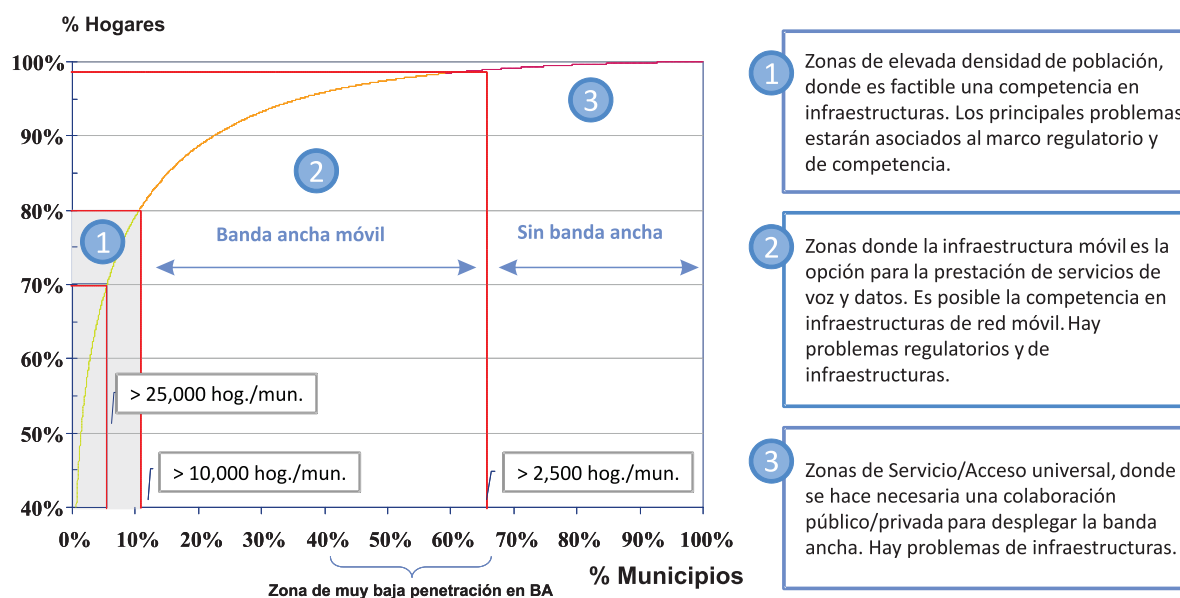 % Hogares
100%
90%
80%
70%
60%
50%
40%
1
2
3
Banda ancha móvil
Sin banda ancha
> 25,000 hog./mun.
> 10,000 hog./mun.
> 2,500 hog./mun.
0% 10% 20% 30% 40% 50% 60% 70% 80% 90% 100%
% Municipios
Zona de muy baja penetración en BA
1
Zonas de elevada densidad de población,
donde es factible una competencia en
infraestructuras. Los principales problemas
estarán asociados al marco regulatorio y
de competencia.
2
Zonas donde la infraestructura móvil es la
opción para la prestación de servicios de
voz y datos. Es posible la competencia en
infraestructuras de red móvil. Hay
problemas regulatorios y de
infraestructuras.
3
Zonas de Servicio/Acceso universal, donde
se hace necesaria una colaboración
público/privada para desplegar la banda
ancha. Hay problemas de infraestructuras.